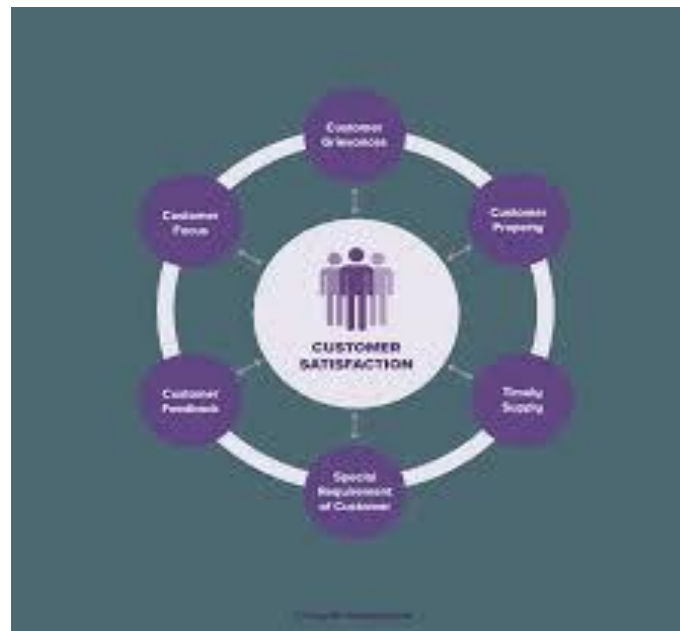 Customer
Grievances
Customer
Property
Timely
Supply
Special
Requirement
of Customer
Customer
Feedback
Customer
Focus
CUSTOMER
SATISFACTION